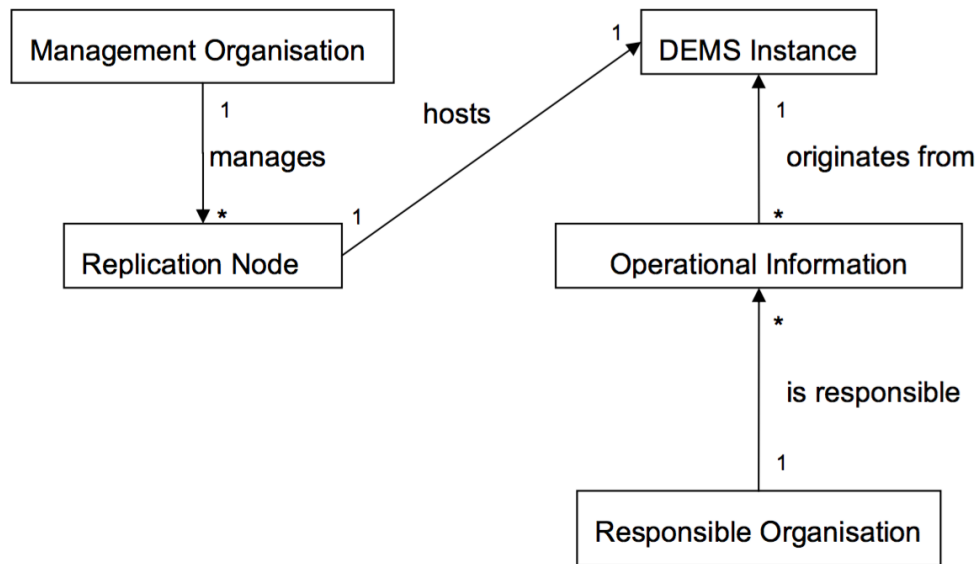 Management Organisation
1
DEMS Instance
1
hosts
1
manages
originates from
*
1
*
Replication Node
Operational Information
*
is responsible
1
Responsible Organisation